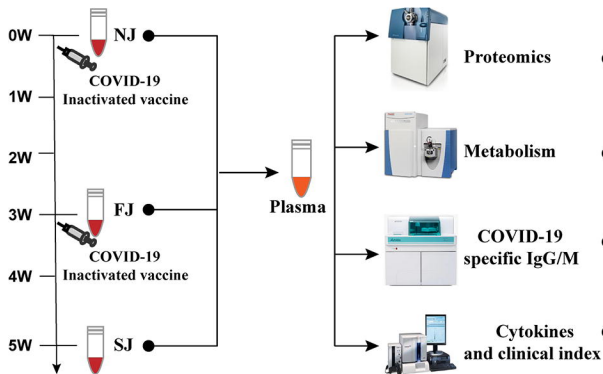 0W
NJ
COVID-19
Inactivated vaccine
1W
2W
3W
FJ
COVID-19
Inactivated vaccine
4W
5W
SJ
Plasma
Proteomics
Metabolism
COVID-19
specific IgG/M
Cytokines
and clinical index